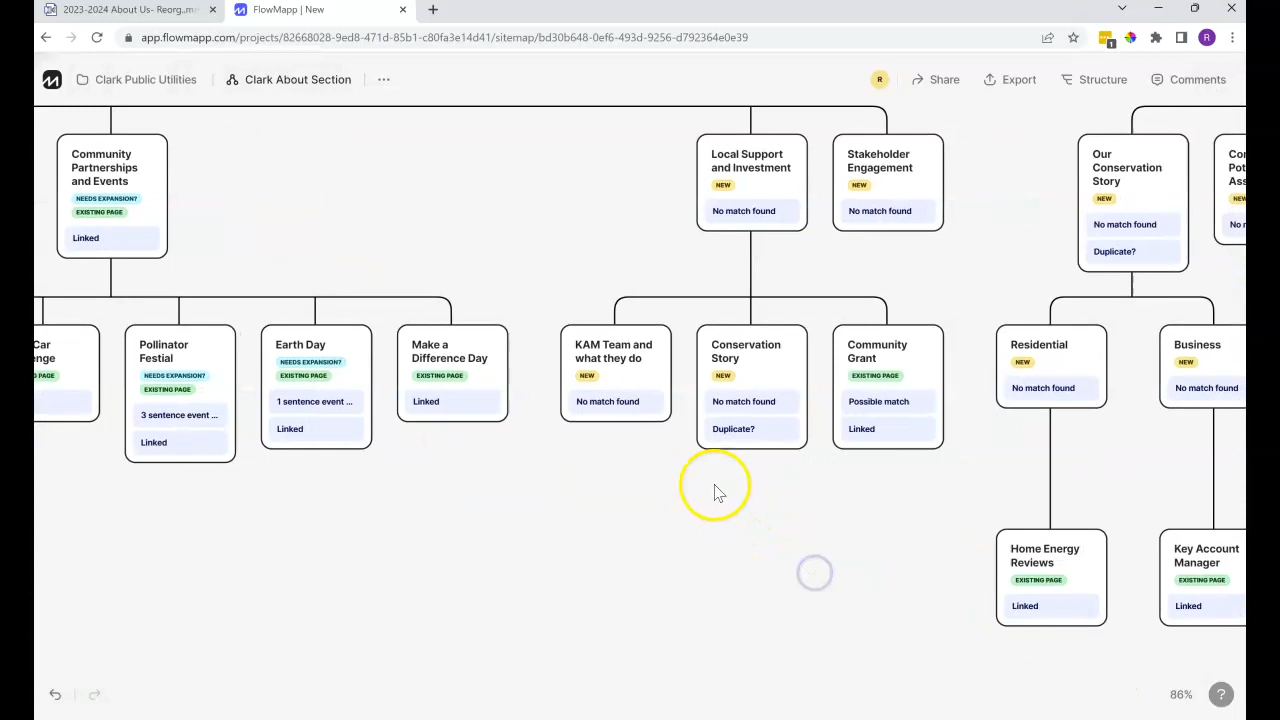 2023-2024 About Us- Reorg..me
FlowMapp | New
app.flowmapp.com/projects/82668028-9ed8-471d-85b1-c80fa3e14d41/sitemap/bd30b648-0ef6-493d-9256-d792364e0e39
1
R
Clark Public Utilities
Clark About Section
R
Share
Export
Structure
Comments
Community
Partnerships
and Events
NEEDS EXPANSION?
EXISTING PAGE
Linked
Local Support
and Investment
NEW
No match found
Stakeholder
Engagement
NEW
No match found
Our
Conservation
Story
NEW
No match found
Duplicate?
Con
Pot
Ass
NEW
No r
Car
enge
PAGE
Pollinator
Festial
NEEDS EXPANSION?
EXISTING PAGE
3 sentence event ...
Linked
Earth Day
NEEDS EXPANSION?
EXISTING PAGE
1 sentence event ...
Linked
Make a
Difference Day
EXISTING PAGE
Linked
KAM Team and
what they do
NEW
No match found
Conservation
Story
NEW
No match found
Duplicate?
Community
Grant
EXISTING PAGE
Possible match
Linked
Residential
NEW
No match found
Business
NEW
No match found
Home Energy
Reviews
EXISTING PAGE
Linked
Key Account
Manager
EXISTING PAGE
Linked
86%
?